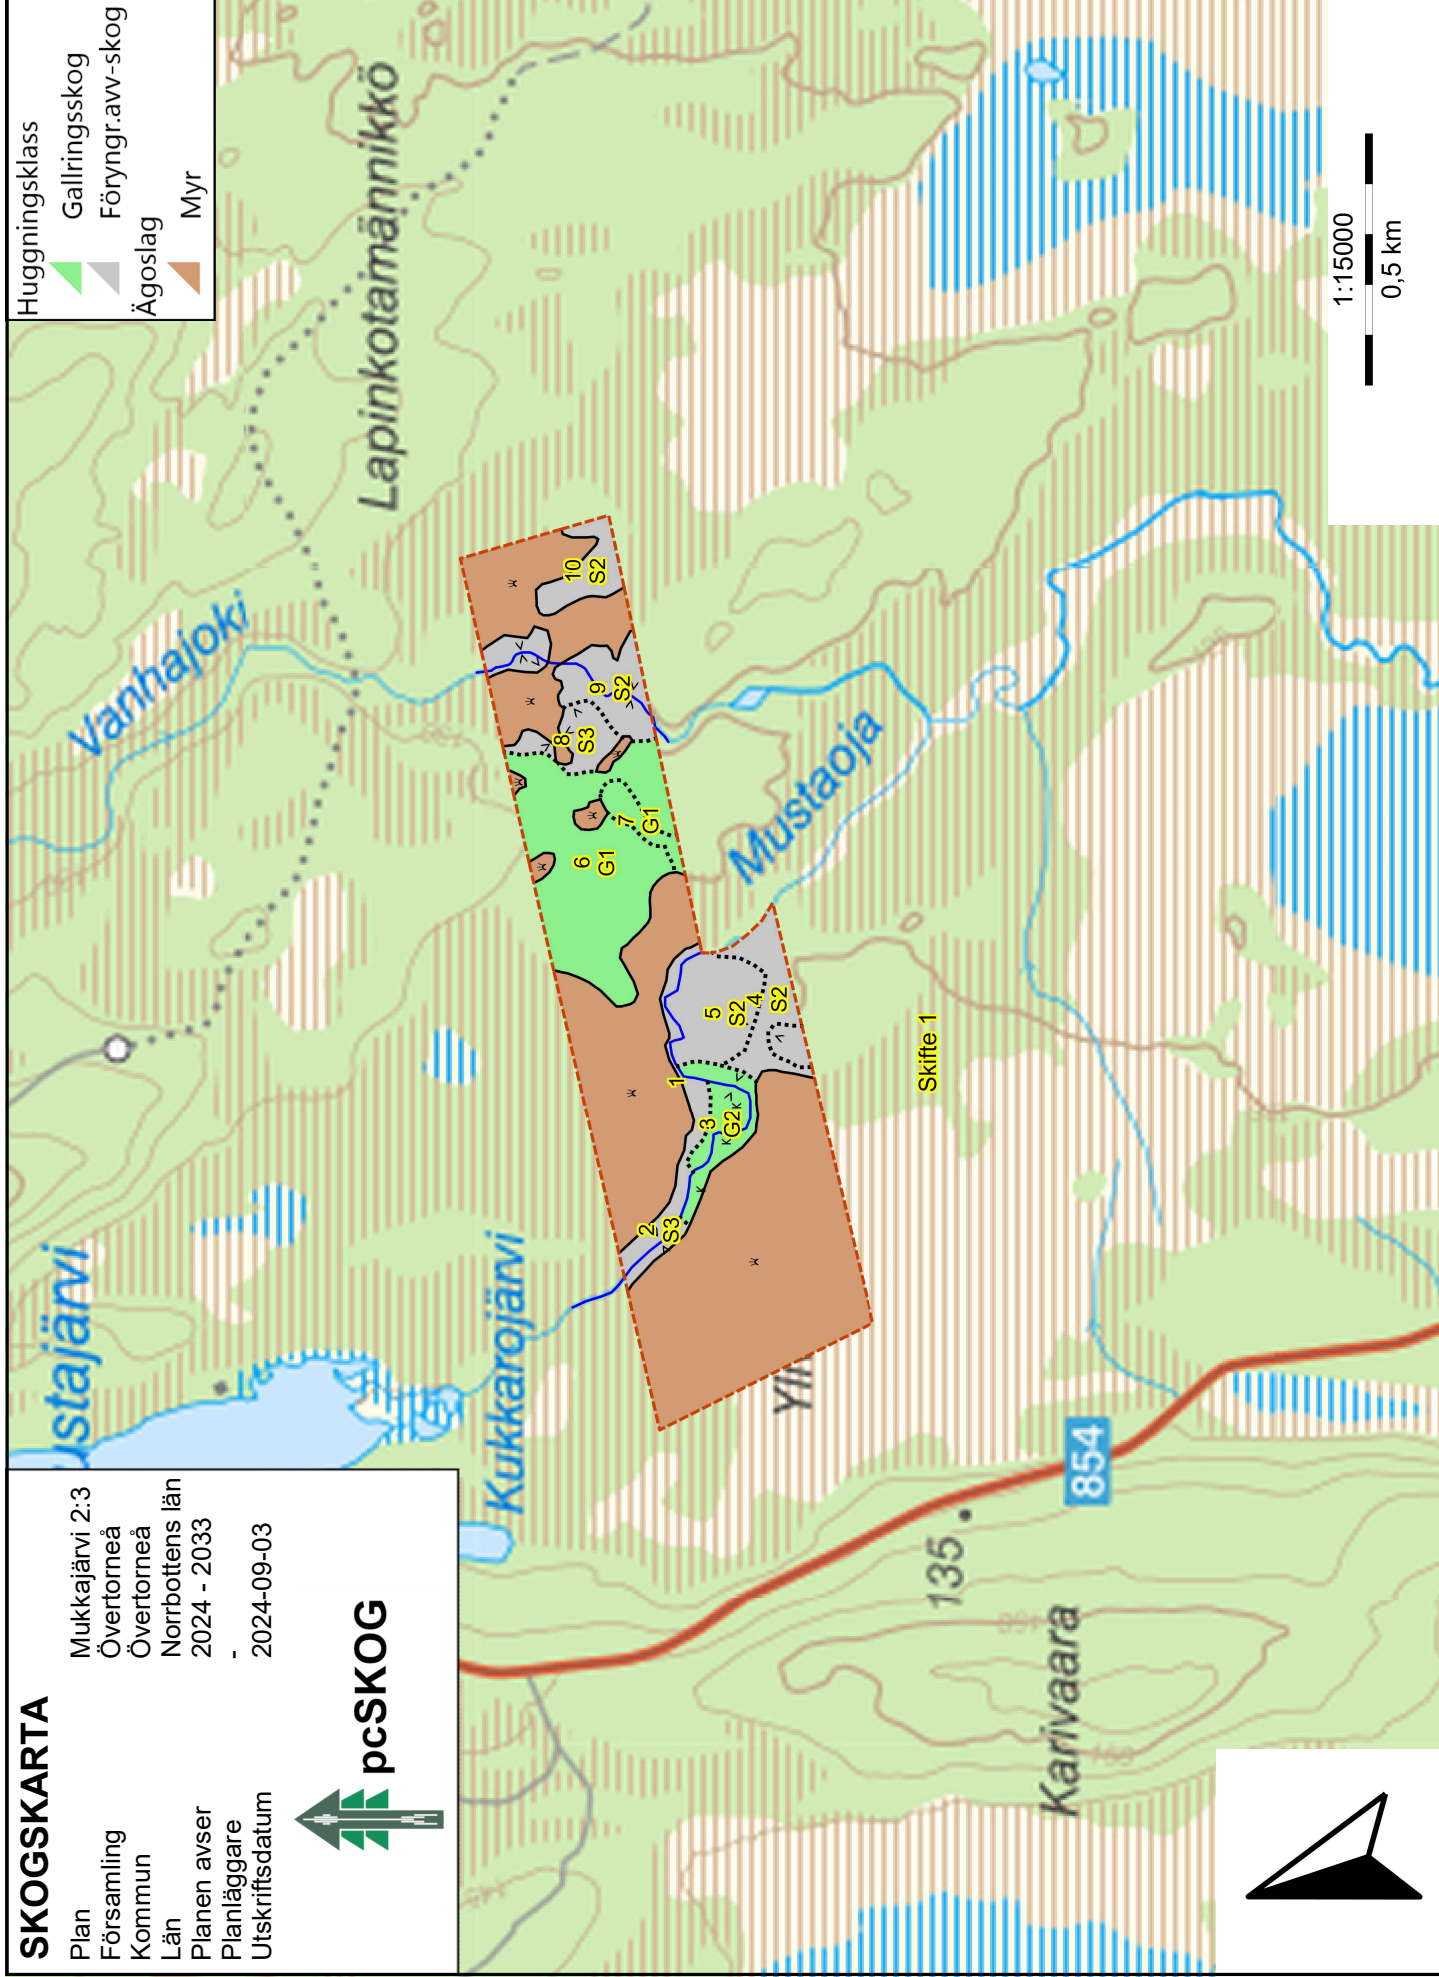 SKOGSKARTA
Plan Mukkajärvi 2:3
Församling Övertorneå
Kommun Övertorneå
Län Norrbottens län
Planen avser 2024 - 2033
Planläggare -
Utskriftsdatum 2024-09-03
pcSKOG
Huggningsklass
Gallringsskog
Föryngr.avv-skog
Ägoslag
Myr
ustajärvi
Kukkarojärvi
Vanhajoki
Lapinkotamännikkö
Mustaoja
Karivaara
135
854
Skifte 1
1
2
S3
3
G2
4
S2
5
S2
6
G1
7
G1
8
S3
9
S2
10
S2
1:15000
0,5 km